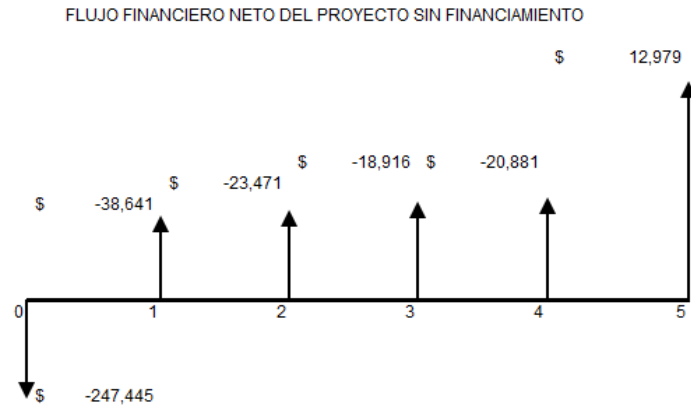 FLUJO FINANCIERO NETO DEL PROYECTO SIN FINANCIAMIENTO
$ 12,979
$ -18,916 $ -20,881
$ -23,471
$ -38,641
0 1 2 3 4 5
$ -247,445